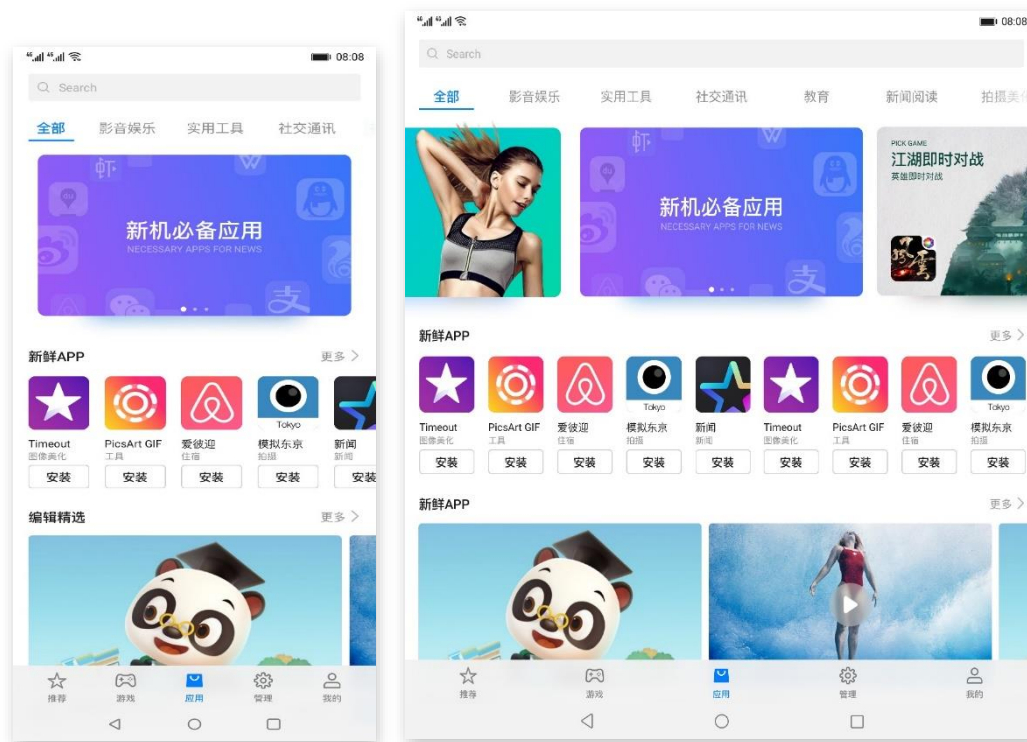 08:08
Search
全部 影音娱乐 实用工具 社交通讯
新机必备应用
NECESSARY APPS FOR NEWS
新鲜APP 更多
Tokyo
Timeout PicsArt GIF 爱彼迎 模拟东京 新闻
图像美化 工具 住宿 拍摄 新闻
安装 安装 安装 安装 安装
编辑精选 更多
推荐 游戏 应用 管理 我的
08:08
Search
全部 影音娱乐 实用工具 社交通讯 教育 新闻阅读 拍摄美化
新机必备应用
NECESSARY APPS FOR NEWS
PICK GAME
江湖即时对战
英雄即时对战
新鲜APP 更多
Tokyo Tokyo
Timeout PicsArt GIF 爱彼迎 模拟东京 新闻 Timeout PicsArt GIF 爱彼迎 模拟东京
图像美化 工具 住宿 拍摄 新闻 图像美化 工具 住宿 拍摄
安装 安装 安装 安装 安装 安装 安装 安装 安装
新鲜APP 更多
推荐 游戏 应用 管理 我的